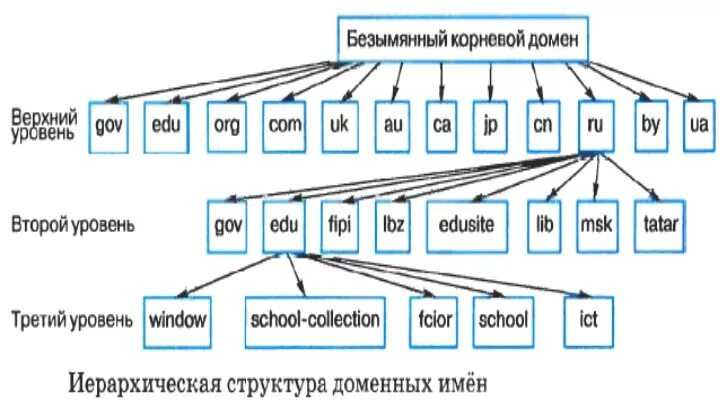 Безымянный корневой домен
Верхний уровень
gov edu org com uk au ca jp cn ru by ua
Второй уровень
gov edu fipi lbz edusite lib msk tatar
Третий уровень
window school-collection fcior school ict
Иерархическая структура доменных имён